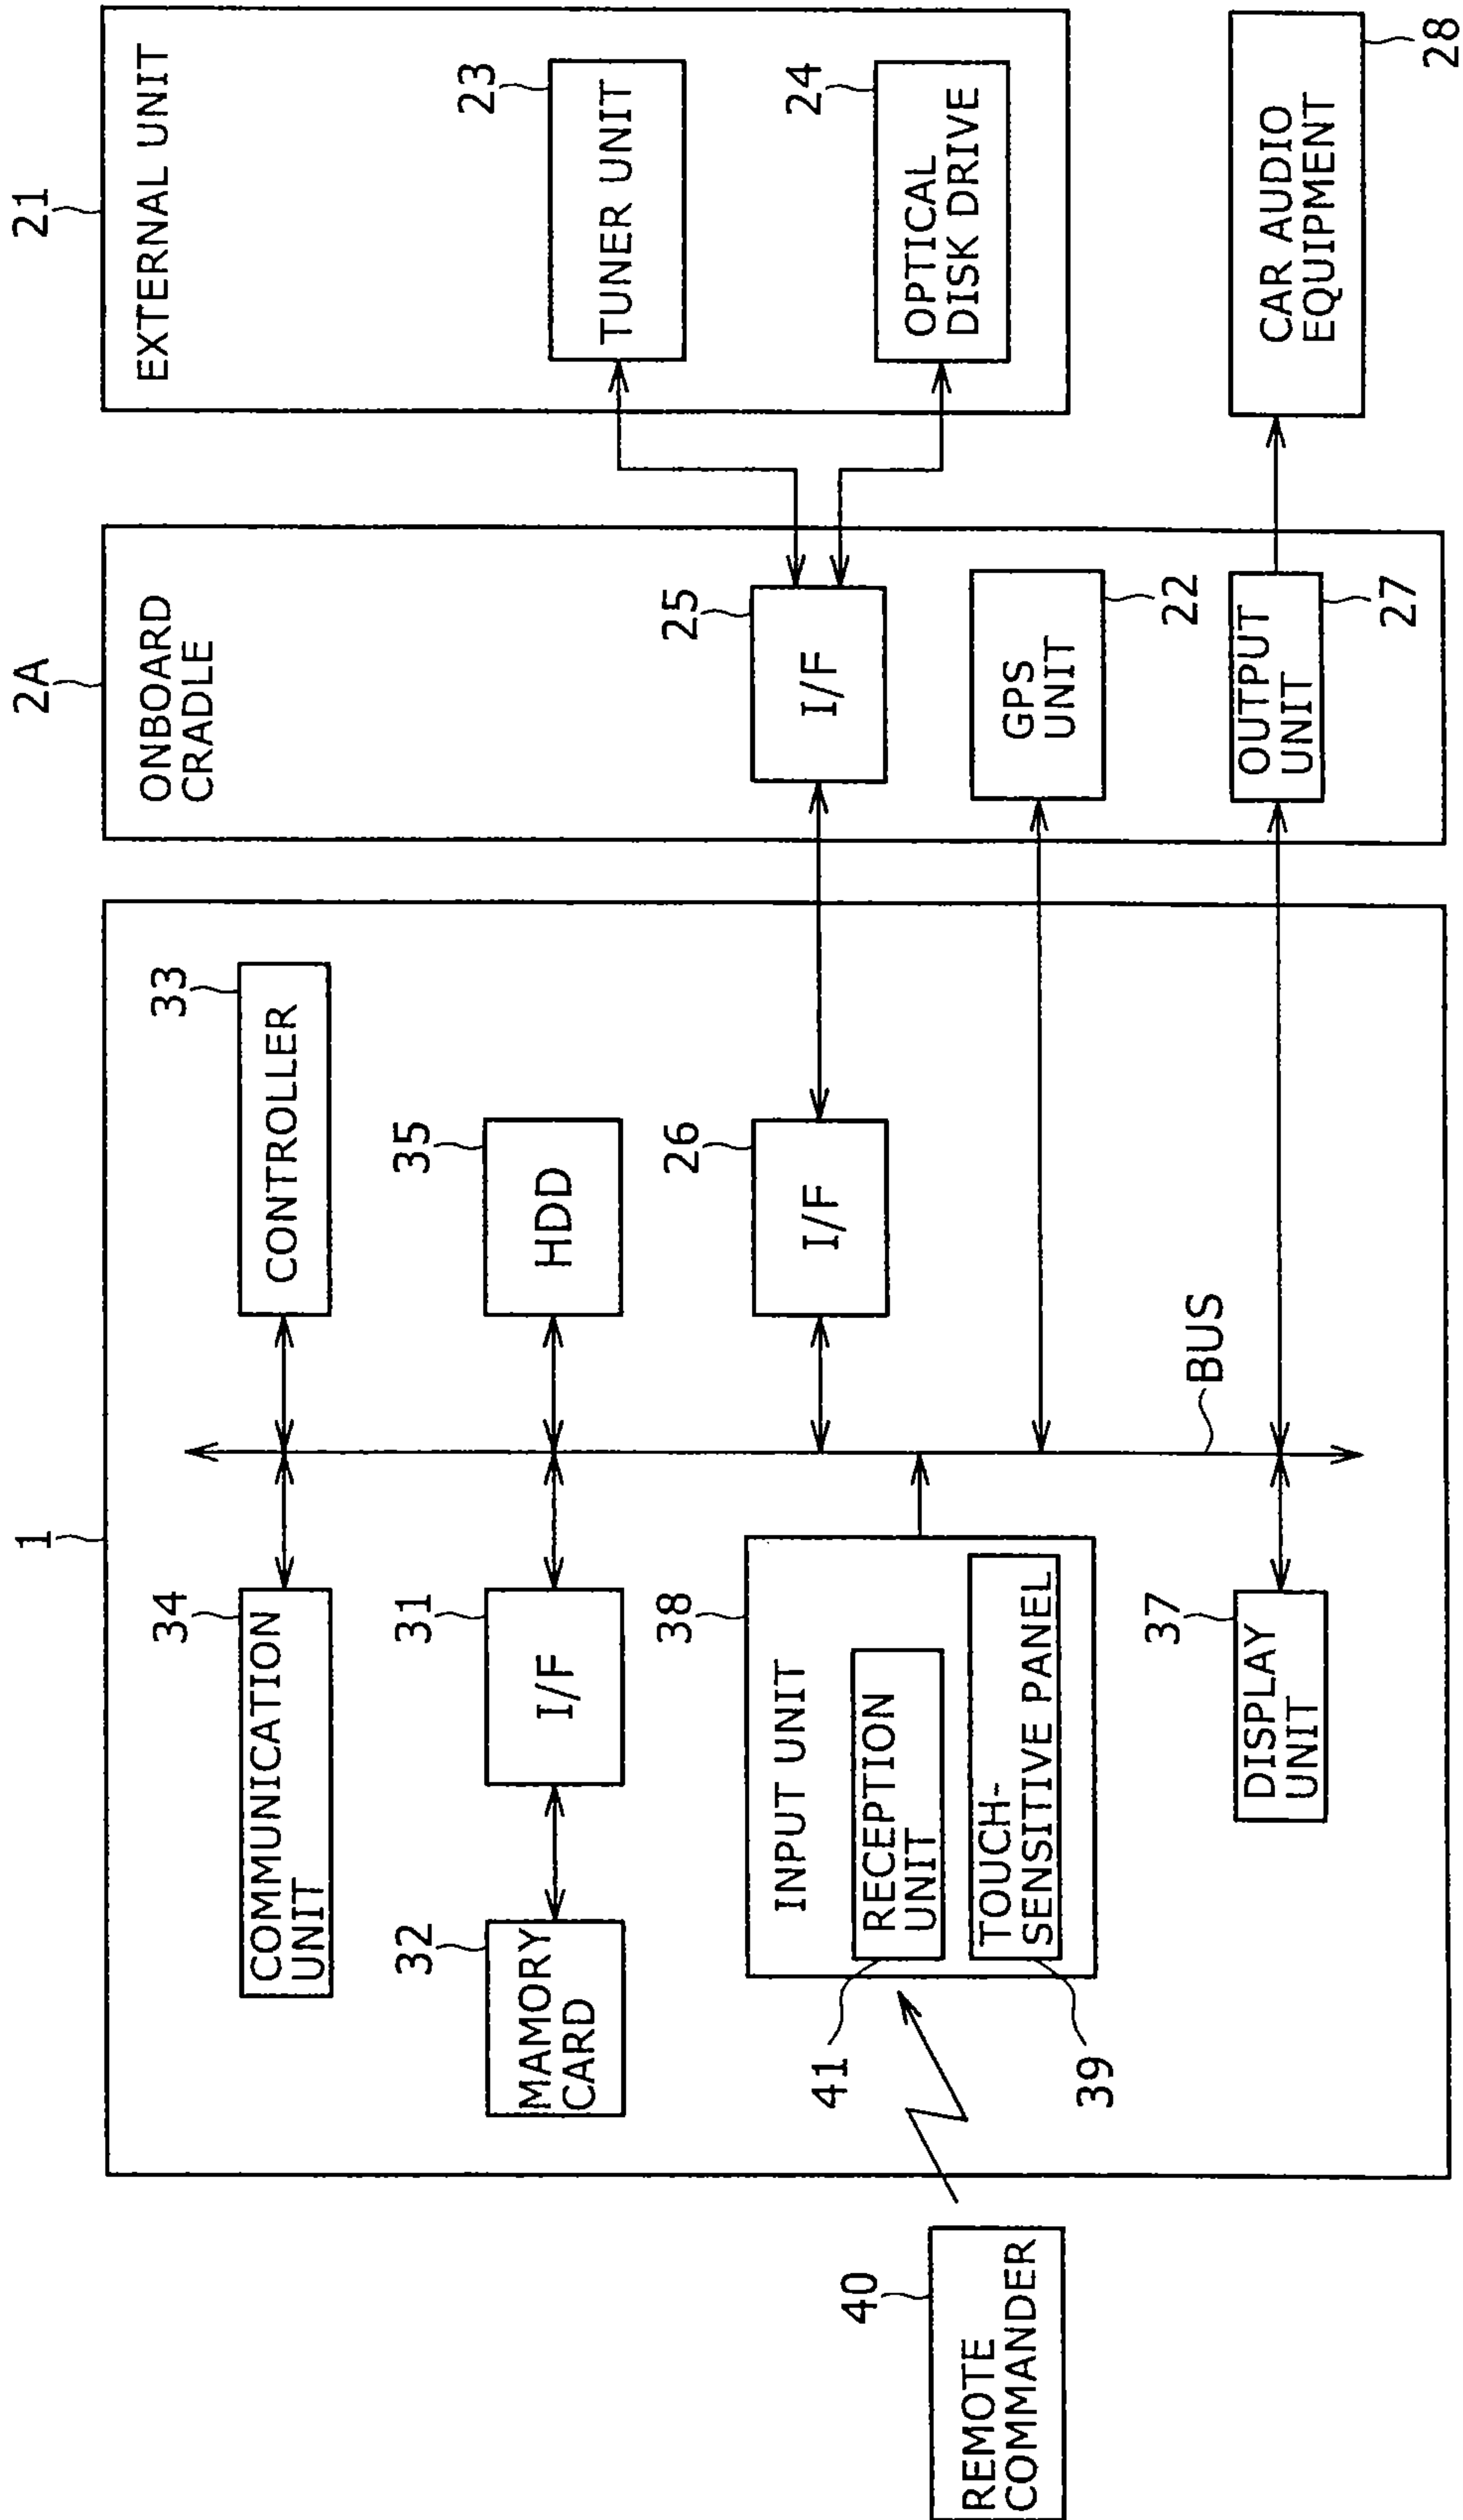 1
2A
21
34
COMMUNICATION
UNIT
33
CONTROLLER
ONBOARD
CRADLE
EXTERNAL UNIT
32
MAMORY
CARD
31
I/F
35
HDD
23
TUNER UNIT
38
INPUT UNIT
26
I/F
25
I/F
24
OPTICAL
DISK DRIVE
40
REMOTE
COMMANDER
41
RECEPTION
UNIT
39
TOUCH-
SENSITIVE PANEL
GPS
UNIT
22
BUS
37
DISPLAY
UNIT
OUTPUT
UNIT
27
CAR AUDIO
EQUIPMENT
28